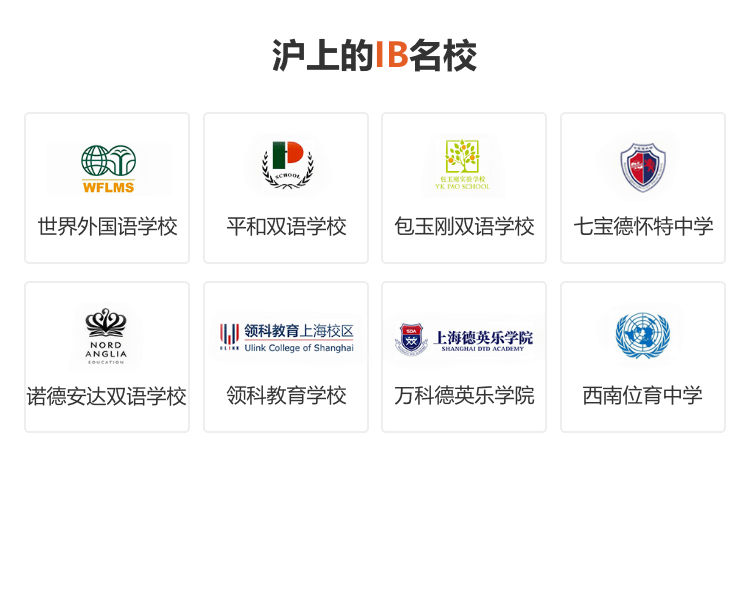 沪上的IB名校
WFLMS
世界外国语学校
SCHOOL
平和双语学校
包玉刚实验学校
YK PAO SCHOOL
包玉刚双语学校
七宝德怀特中学
NORD
ANGLIA
EDUCATION
诺德安达双语学校
ULINK
领科教育上海校区
Ulink College of Shanghai
领科教育学校
SDA
上海德英乐学院
SHANGHAI DTD ACADEMY
万科德英乐学院
西南位育中学